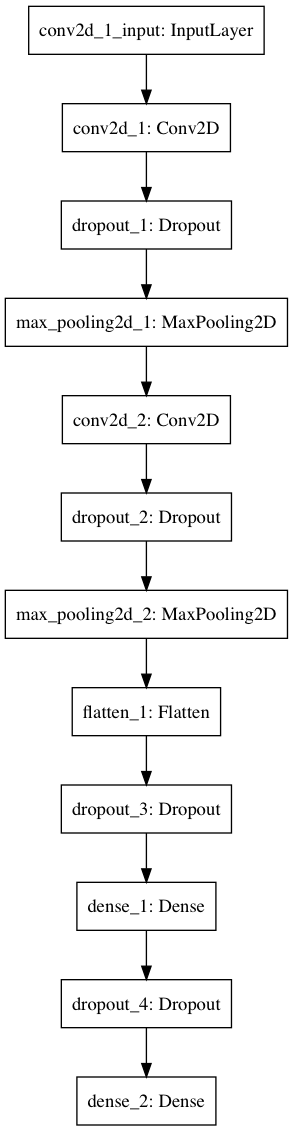 conv2d_1_input: InputLayer
conv2d_1: Conv2D
dropout_1: Dropout
max_pooling2d_1: MaxPooling2D
conv2d_2: Conv2D
dropout_2: Dropout
max_pooling2d_2: MaxPooling2D
flatten_1: Flatten
dropout_3: Dropout
dense_1: Dense
dropout_4: Dropout
dense_2: Dense